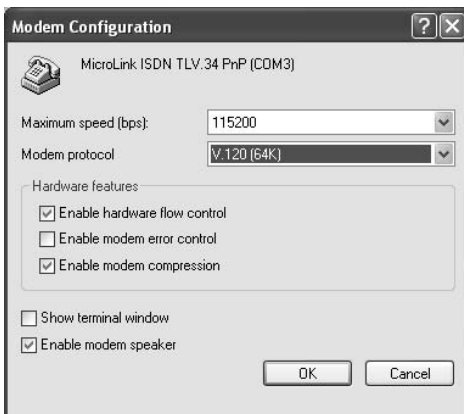 Modem Configuration
MicroLink ISDN TLV.34 PnP (COM3)
Maximum speed (bps): 115200
Modem protocol V.120 (64K)
Hardware features
Enable hardware flow control
Enable modem error control
Enable modem compression
Show terminal window
Enable modem speaker
OK Cancel